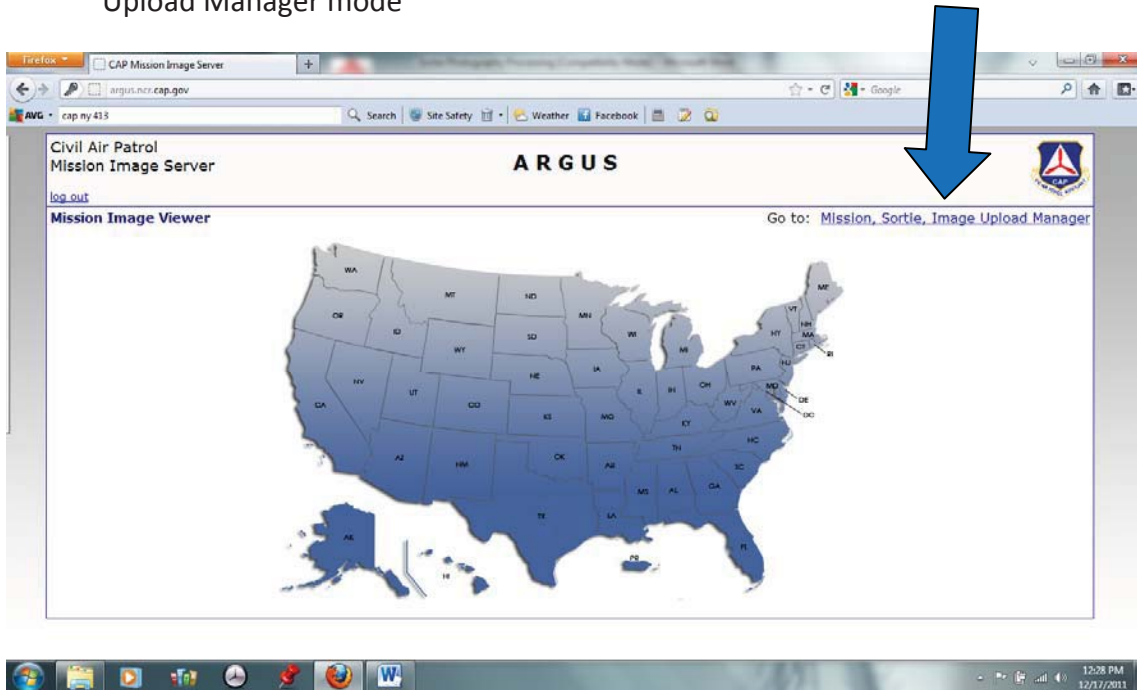 Upload Manager mode
Firefox
CAP Mission Image Server
argus.ncr.cap.gov
Google
AVG
cap ny 413
Search
Site Safety
Weather
Facebook
Civil Air Patrol
Mission Image Server
ARGUS
log out
CAP
Mission Image Viewer
Go to: Mission, Sortie, Image Upload Manager
WA
MT
ND
MN
ME
OR
ID
SD
WI
MI
NY
VT
NH
MA
CT
RI
WY
IA
PA
NJ
NV
UT
NE
IL
IN
OH
MD
DE
CA
CO
KS
MO
WV
VA
DC
KY
AZ
NM
OK
AR
TN
NC
SC
MS
AL
GA
TX
LA
FL
AK
HI
PR
12:28 PM
12/17/2011